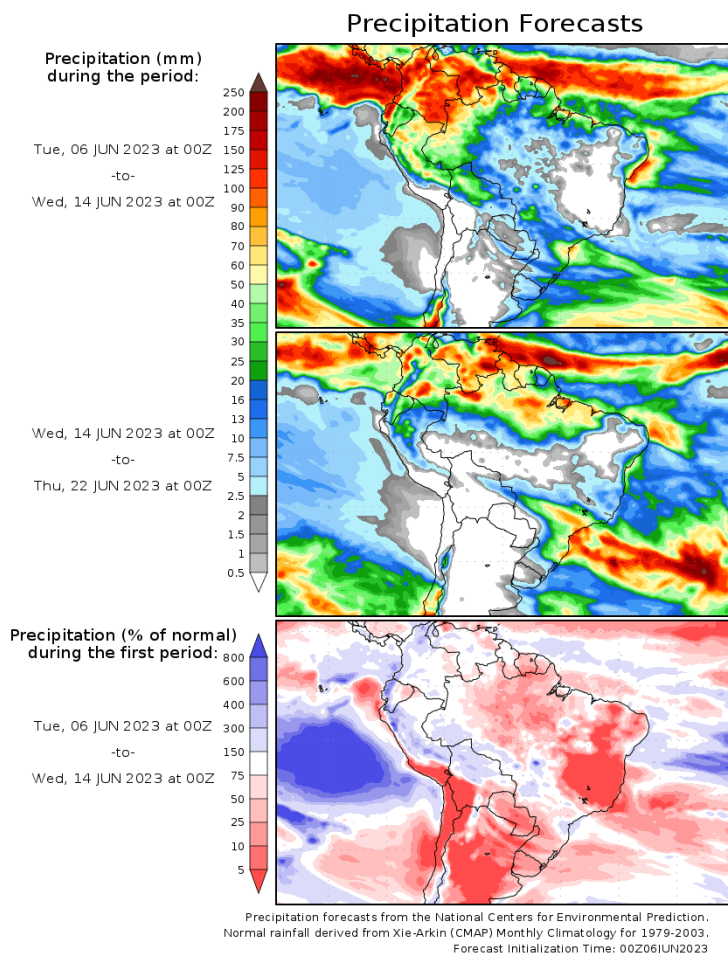 Precipitation Forecasts
Precipitation (mm)
during the period:
250
200
175
150
125
100
90
80
70
60
50
40
35
30
25
20
16
13
10
7.5
5
2.5
2
1.5
1
0.5
Tue, 06 JUN 2023 at 00Z
-to-
Wed, 14 JUN 2023 at 00Z
Wed, 14 JUN 2023 at 00Z
-to-
Thu, 22 JUN 2023 at 00Z
Precipitation (% of normal)
during the first period:
800
600
400
300
150
75
50
25
10
5
Tue, 06 JUN 2023 at 00Z
-to-
Wed, 14 JUN 2023 at 00Z
Precipitation forecasts from the National Centers for Environmental Prediction.
Normal rainfall derived from Xie-Arkin (CMAP) Monthly Climatology for 1979-2003.
Forecast Initialization Time: 00Z06JUN2023